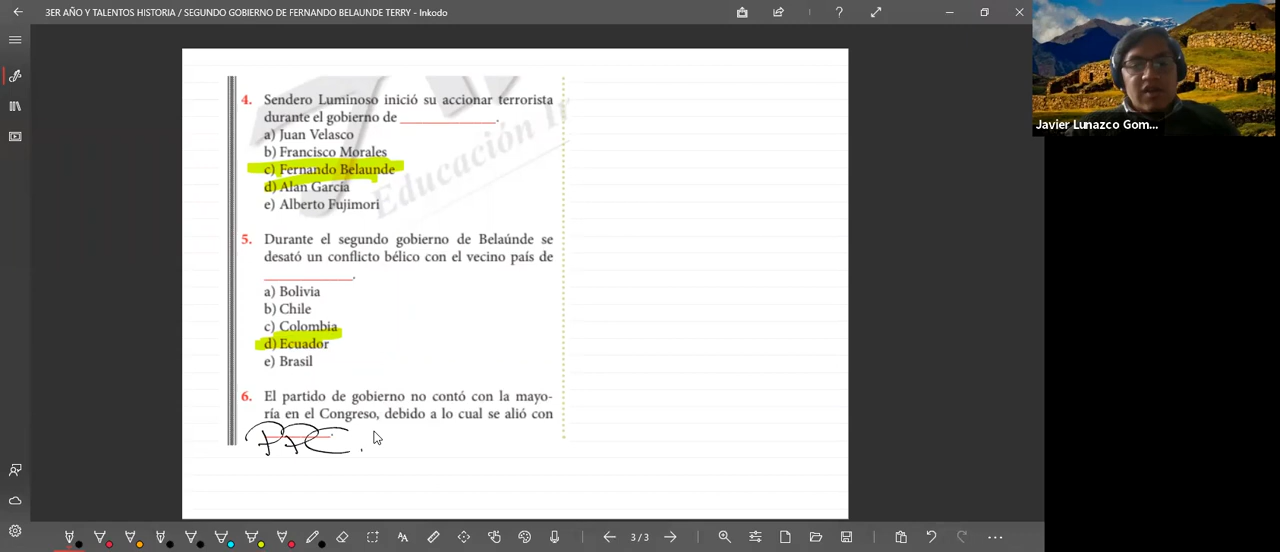 3ER AÑO Y TALENTOS HISTORIA / SEGUNDO GOBIERNO DE FERNANDO BELAUNDE TERRY - Inkodo
Javier Lunazco Gom...
4. Sendero Luminoso inició su accionar terrorista
durante el gobierno de ____________.
a) Juan Velasco
b) Francisco Morales
c) Fernando Belaunde
d) Alan García
e) Alberto Fujimori
Educación
5. Durante el segundo gobierno de Belaúnde se
desató un conflicto bélico con el vecino país de
____________.
a) Bolivia
b) Chile
c) Colombia
d) Ecuador
e) Brasil
6. El partido de gobierno no contó con la mayo-
ría en el Congreso, debido a lo cual se alió con
PPC.
3/3